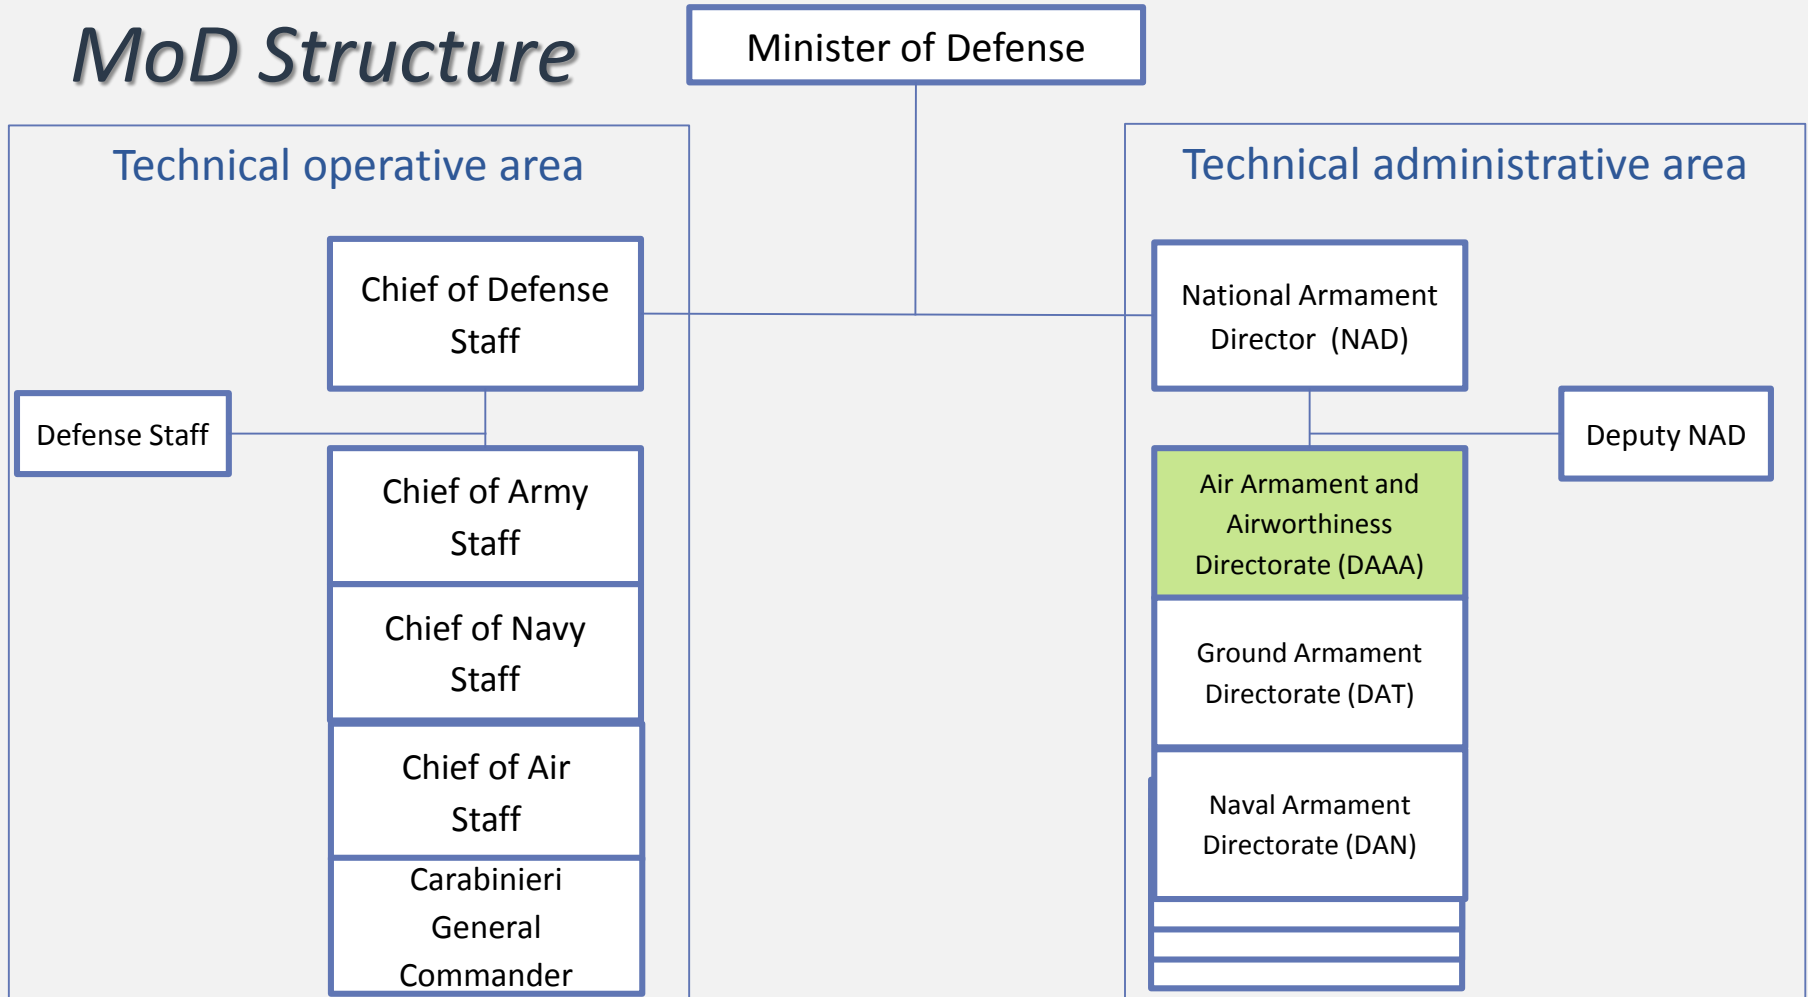 MoD Structure
Minister of Defense
Technical operative area
Technical administrative area
Chief of Defense
Staff
National Armament
Director (NAD)
Defense Staff
Deputy NAD
Chief of Army
Staff
Chief of Navy
Staff
Chief of Air
Staff
Carabinieri
General
Commander
Air Armament and
Airworthiness
Directorate (DAAA)
Ground Armament
Directorate (DAT)
Naval Armament
Directorate (DAN)